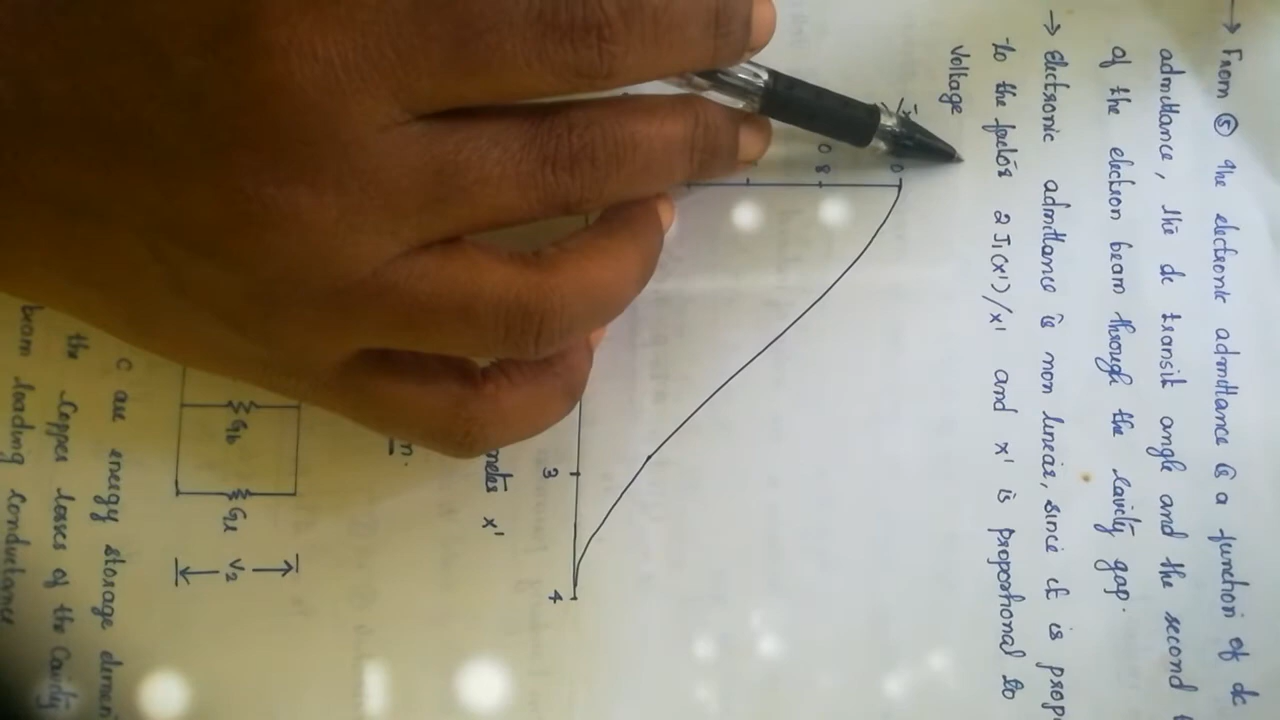 → From ⑤ the electronic admittance is a function of dc
admittance, the dc transit angle and the second
of the electron beam through the cavity gap.
→ Electronic admittance is non linear, since it is prop
to the factor 2J₁(x')/x' and x' is proportional to
voltage
0
0 8
3
4
x'
n.
Gb
GL
V2
C are energy storage
the copper losses of the cavity
beam loading conductance